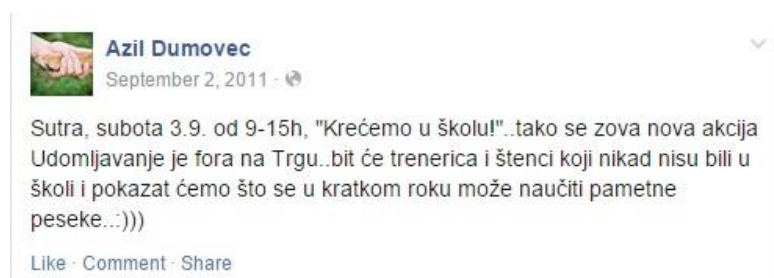 Azil Dumovec
September 2, 2011 ·
Sutra, subota 3.9. od 9-15h, "Krećemo u školu!"..tako se zova nova akcija
Udomljavanje je fora na Trgu..bit će trenerica i štenci koji nikad nisu bili u
školi i pokazat ćemo što se u kratkom roku može naučiti pametne
peseke..:)))
Like · Comment · Share